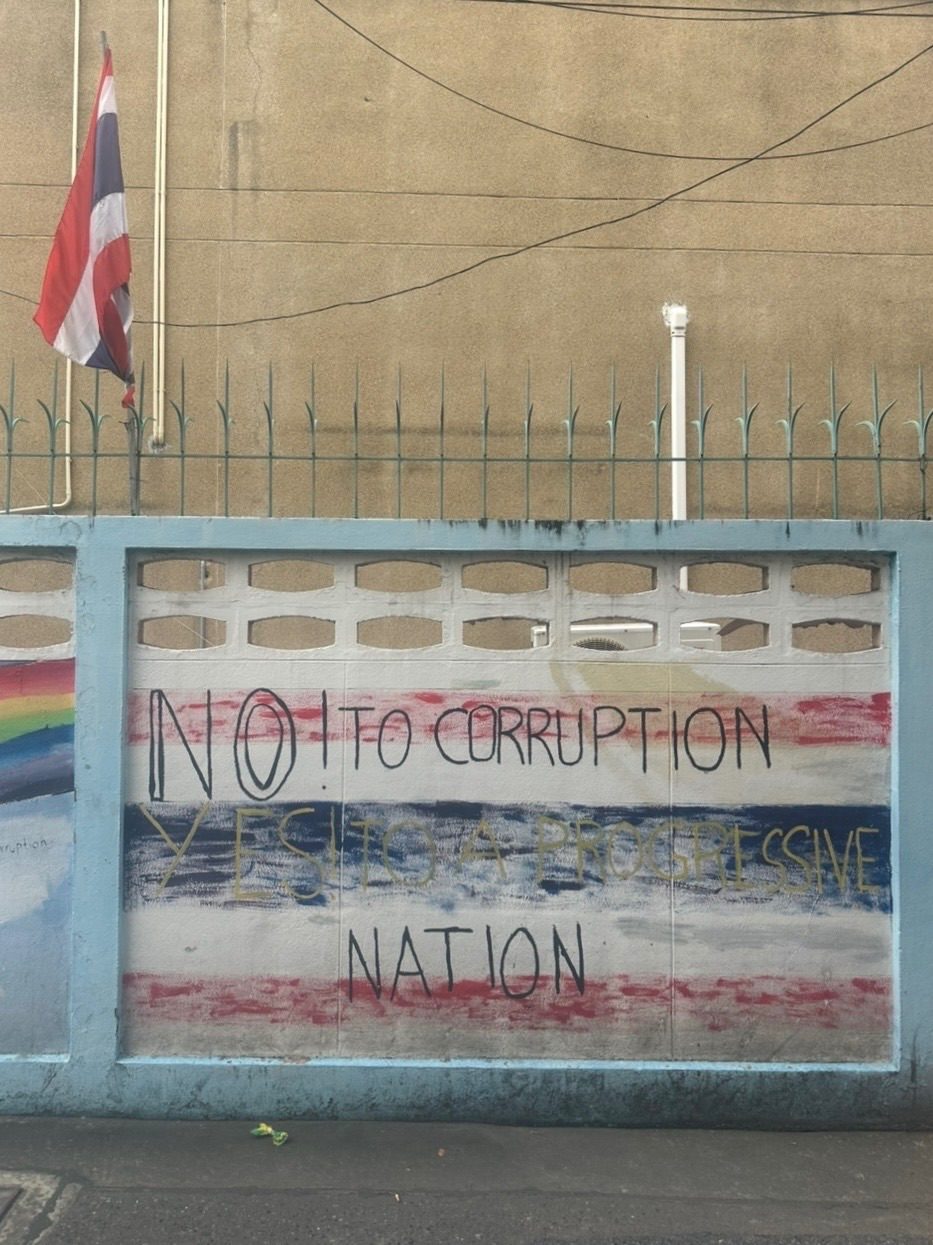 NO! TO CORRUPTION
YES! TO A PROGRESSIVE
NATION